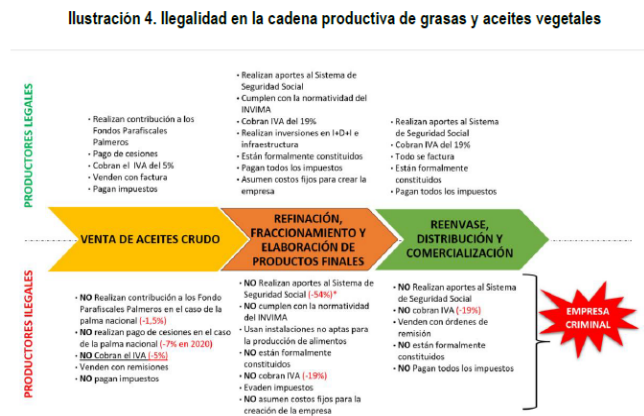 Ilustración 4. Ilegalidad en la cadena productiva de grasas y aceites vegetales
PRODUCTORES LEGALES
• Realizan contribución a los
Fondos Parafiscales
Palmeros
• Pago de cesiones
• Cobran el IVA del 5%
• Venden con factura
• Pagan impuestos
• Realizan aportes al Sistema de
Seguridad Social
• Cumplen con la normatividad del
INVIMA
• Cobran IVA del 19%
• Realizan inversiones en I+D+I e
infraestructura
• Están formalmente constituidos
• Pagan todos los impuestos
• Asumen costos fijos para crear la
empresa
• Realizan aportes al Sistema
de Seguridad Social
• Cobran IVA del 19%
• Todo se factura
• Están formalmente
constituidos
• Pagan todos los impuestos
VENTA DE ACEITES CRUDO
REFINACIÓN,
FRACCIONAMIENTO Y
ELABORACIÓN DE
PRODUCTOS FINALES
REENVASE,
DISTRIBUCIÓN Y
COMERCIALIZACIÓN
PRODUCTORES ILEGALES
• NO Realizan contribución a los Fondo
Parafiscales Palmeros en el caso de la
palma nacional (-1,5%)
• NO realizan pago de cesiones en el caso
de la palma nacional (-7% en 2020)
• NO Cobran el IVA (-5%)
• Venden con remisiones
• NO pagan impuestos
• NO Realizan aportes al Sistema de
Seguridad Social (-54%)*
• NO cumplen con la normatividad
del INVIMA
• Usan instalaciones no aptas para
la producción de alimentos
• NO están formalmente
constituidos
• NO cobran IVA (-19%)
• Evaden impuestos
• NO asumen costos fijos para la
creación de la empresa
• NO Realizan aportes al Sistema
de Seguridad Social
• NO cobran IVA (-19%)
• Venden con órdenes de
remisión
• NO están formalmente
constituidos
• NO Pagan todos los impuestos
EMPRESA
CRIMINAL